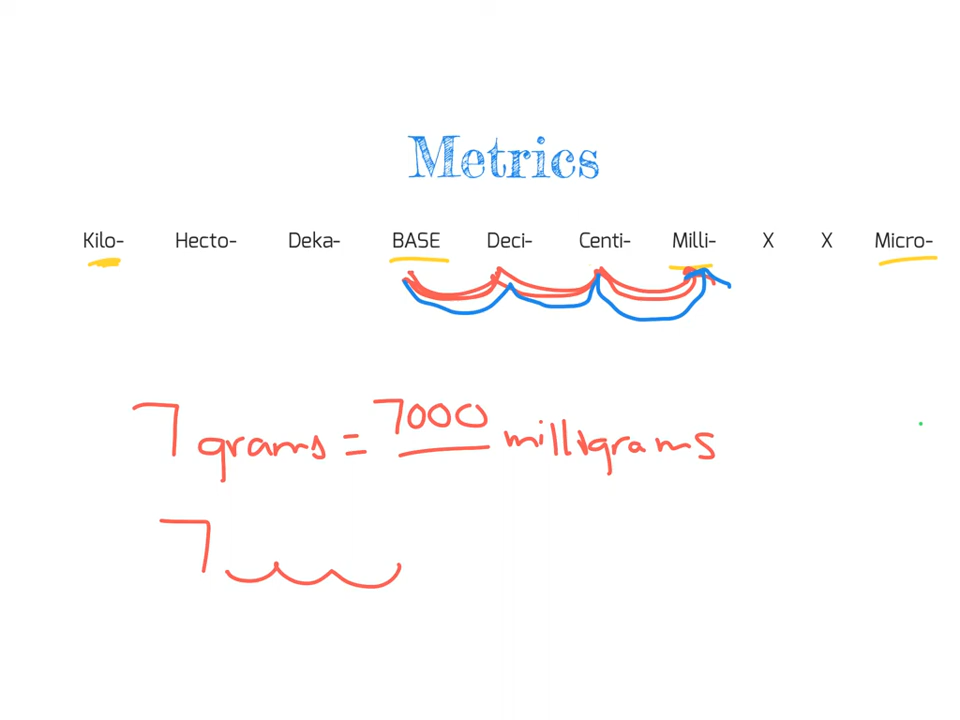 Metrics
Kilo- Hecto- Deka- BASE Deci- Centi- Milli- X X Micro-
7 grams = 7000 milligrams
7